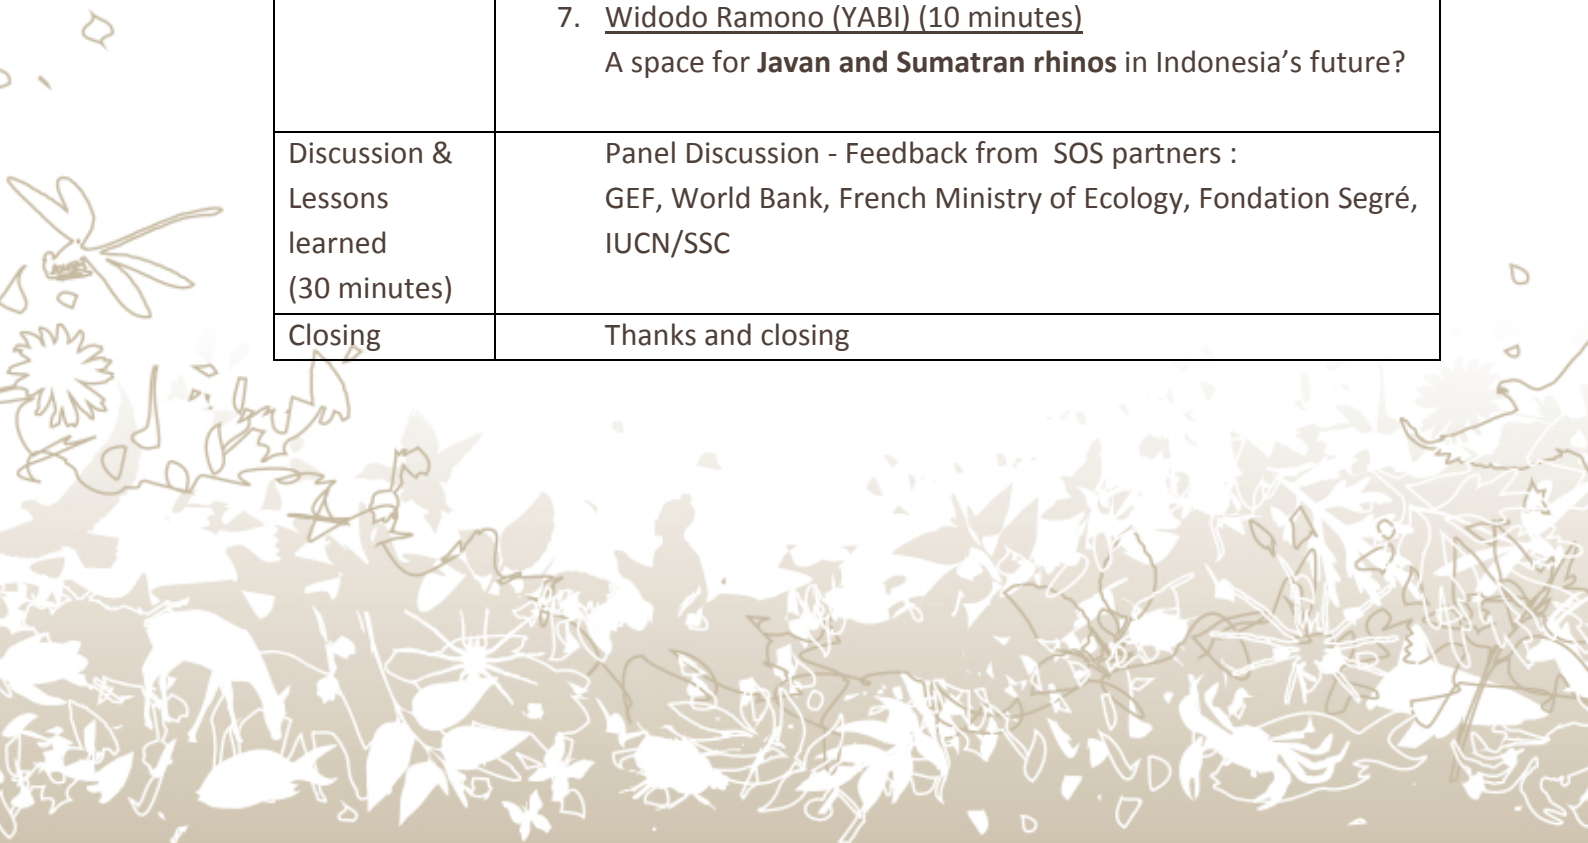 7. Widodo Ramono (YABI) (10 minutes)
A space for Javan and Sumatran rhinos in Indonesia’s future?
Discussion &
Lessons
learned
(30 minutes)
Panel Discussion - Feedback from  SOS partners :
GEF, World Bank, French Ministry of Ecology, Fondation Segré,
IUCN/SSC
Closing
Thanks and closing